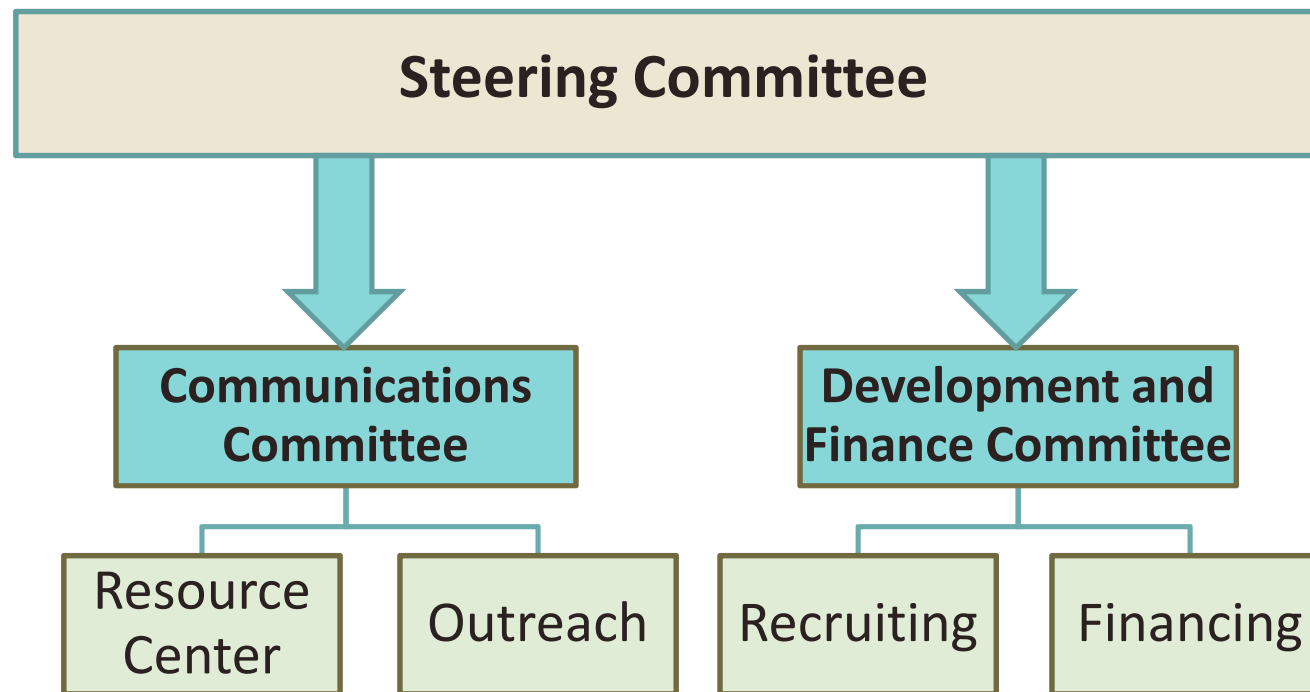 Steering Committee
Communications
Committee
Development and
Finance Committee
Resource
Center
Outreach
Recruiting
Financing